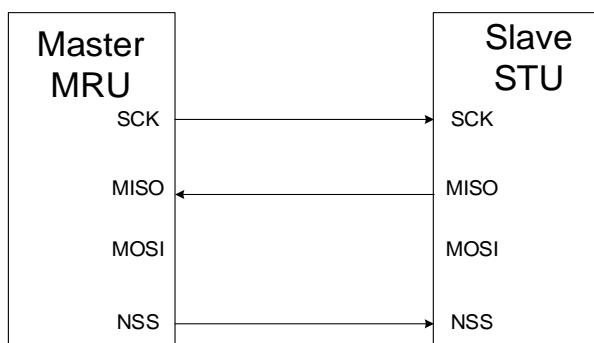 Master
MRU
SCK
MISO
MOSI
NSS
Slave
STU
SCK
MISO
MOSI
NSS